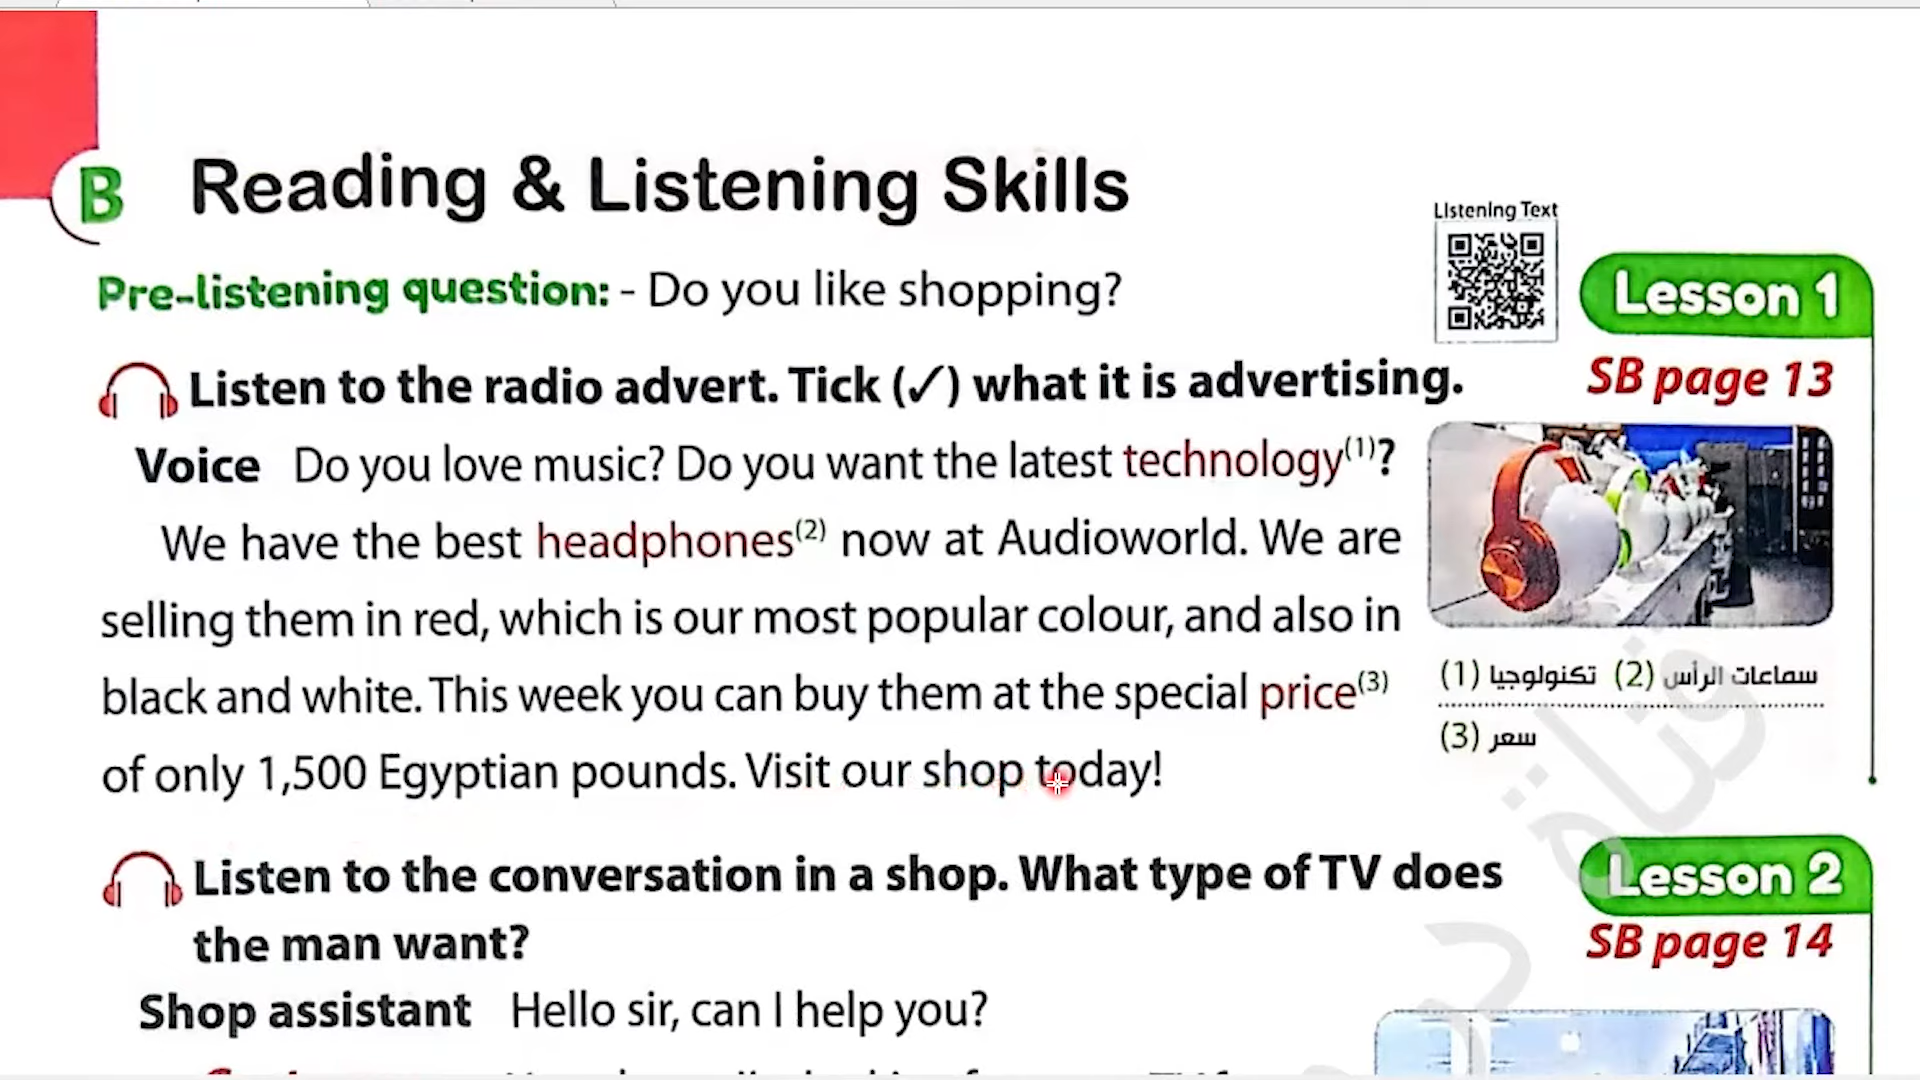 B Reading & Listening Skills
Listening Text
Pre-listening question: - Do you like shopping?
Lesson 1
SB page 13
Listen to the radio advert. Tick (✓) what it is advertising.
Voice Do you love music? Do you want the latest technology(1)?
We have the best headphones(2) now at Audioworld. We are
selling them in red, which is our most popular colour, and also in
black and white. This week you can buy them at the special price(3)
of only 1,500 Egyptian pounds. Visit our shop today!
(1) تكنولوجيا (2) سماعات الرأس
(3) سعر
Listen to the conversation in a shop. What type of TV does
the man want?
Lesson 2
SB page 14
Shop assistant Hello sir, can I help you?